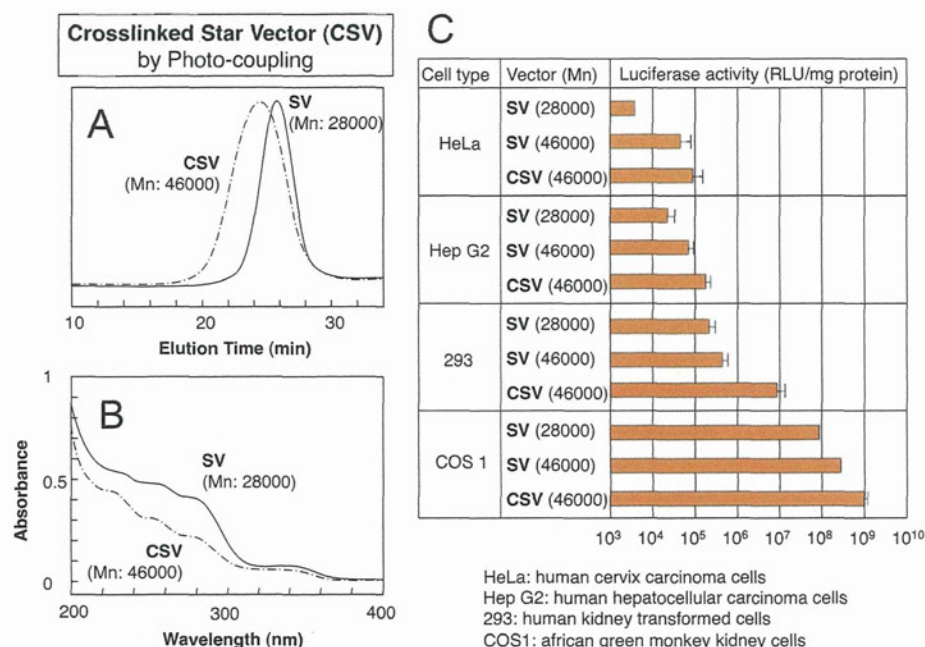 Crosslinked Star Vector (CSV)
by Photo-coupling
A
SV
(Mn: 28000)
CSV
(Mn: 46000)
10 20 30
Elution Time (min)
B
1
0.5
0
Absorbance
SV
(Mn: 28000)
CSV
(Mn: 46000)
200 300 400
Wavelength (nm)
C
Cell type Vector (Mn) Luciferase activity (RLU/mg protein)
HeLa
SV (28000)
SV (46000)
CSV (46000)
Hep G2
SV (28000)
SV (46000)
CSV (46000)
293
SV (28000)
SV (46000)
CSV (46000)
COS 1
SV (28000)
SV (46000)
CSV (46000)
10³ 10⁴ 10⁵ 10⁶ 10⁷ 10⁸ 10⁹ 10¹⁰
HeLa: human cervix carcinoma cells
Hep G2: human hepatocellular carcinoma cells
293: human kidney transformed cells
COS1: african green monkey kidney cells